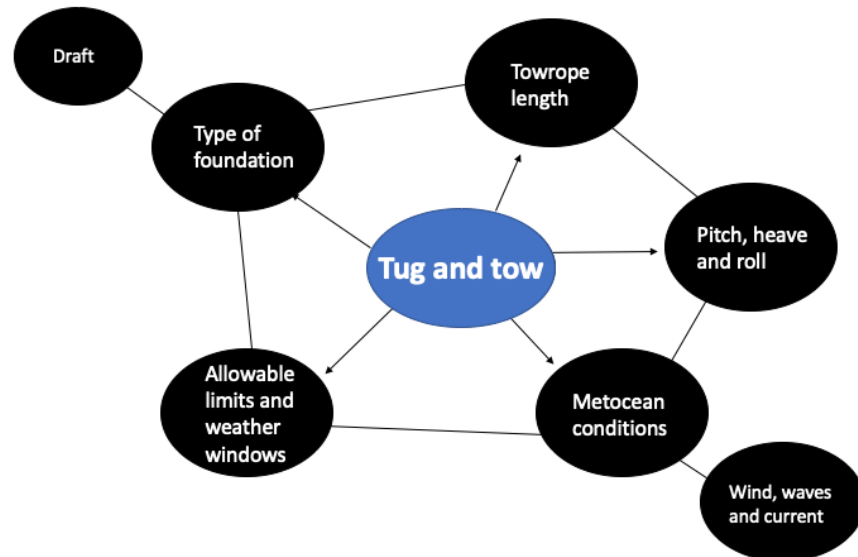 Draft
Towrope
length
Type of
foundation
Pitch, heave
and roll
Tug and tow
Allowable
limits and
weather
windows
Metocean
conditions
Wind, waves
and current